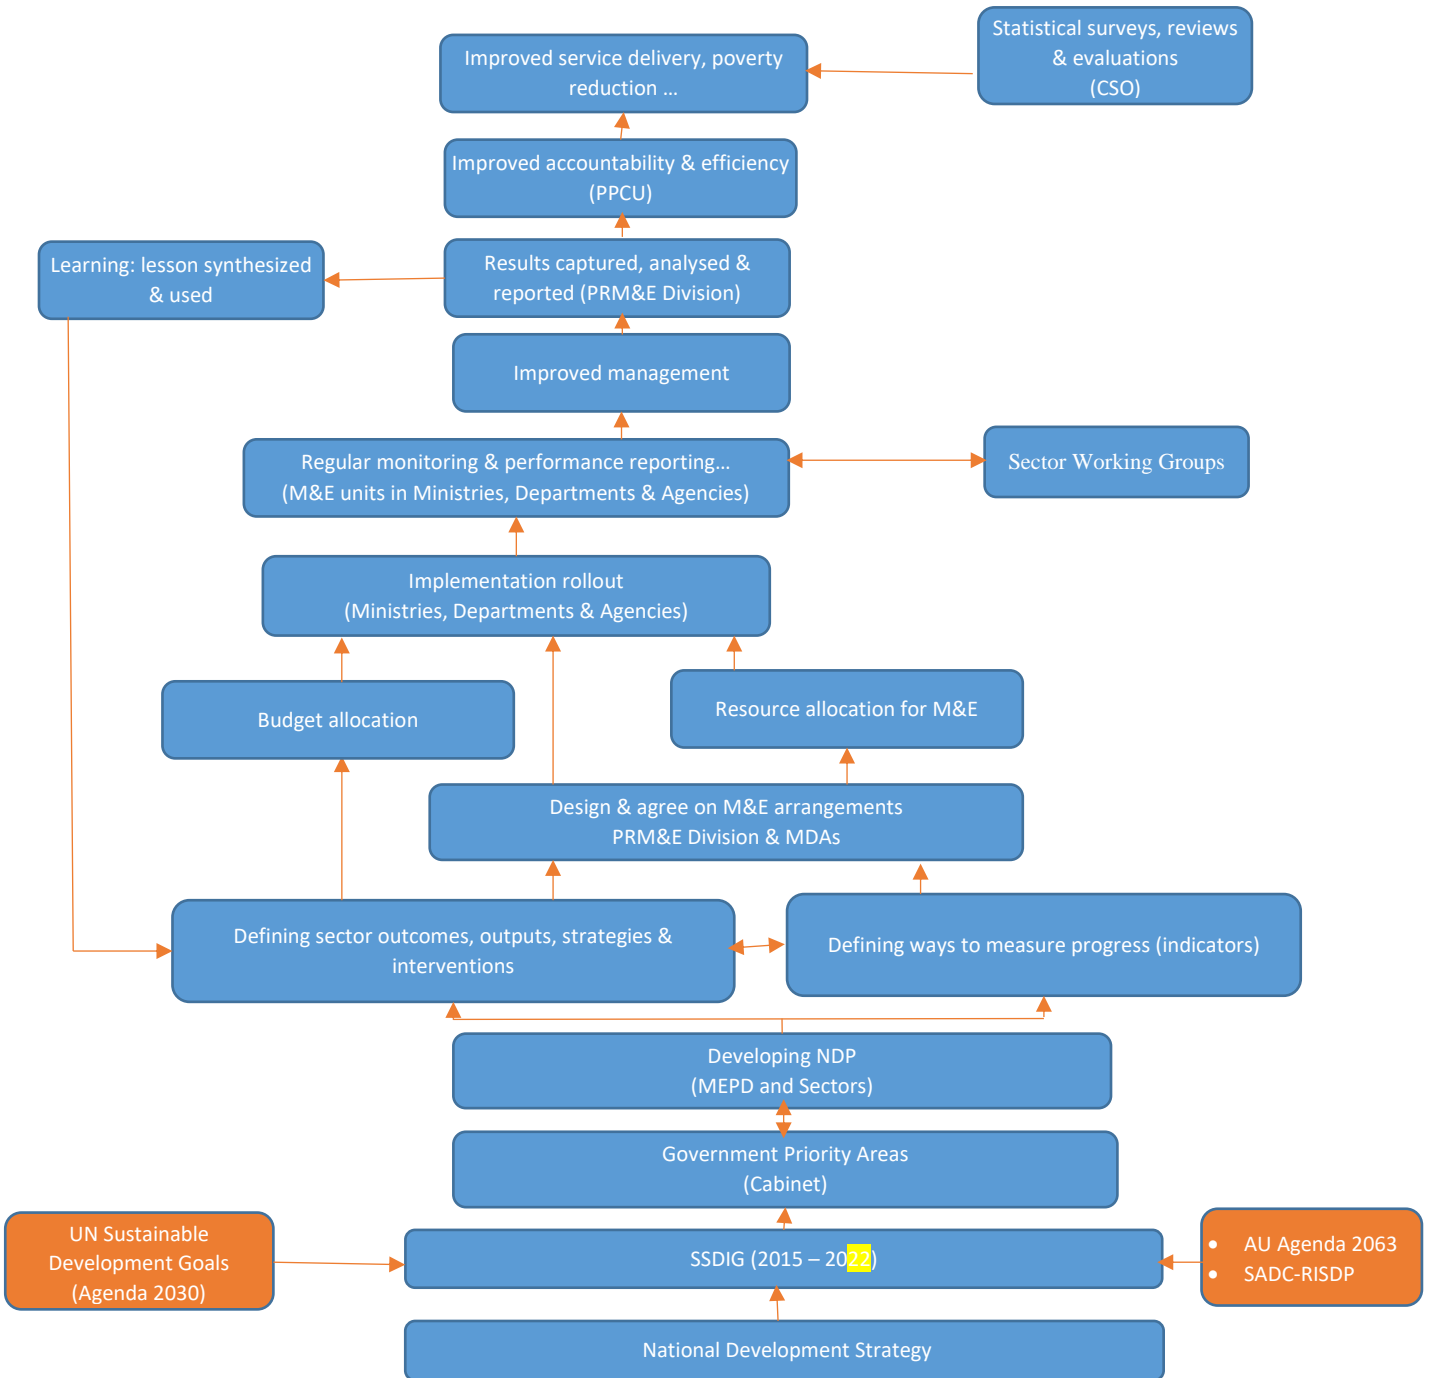 Statistical surveys, reviews
& evaluations
(CSO)
Improved service delivery, poverty
reduction ...
Improved accountability & efficiency
(PPCU)
Learning: lesson synthesized
& used
Results captured, analysed &
reported (PRM&E Division)
Improved management
Regular monitoring & performance reporting...
(M&E units in Ministries, Departments & Agencies)
Sector Working Groups
Implementation rollout
(Ministries, Departments & Agencies)
Budget allocation
Resource allocation for M&E
Design & agree on M&E arrangements
PRM&E Division & MDAs
Defining sector outcomes, outputs, strategies &
interventions
Defining ways to measure progress (indicators)
Developing NDP
(MEPD and Sectors)
Government Priority Areas
(Cabinet)
UN Sustainable
Development Goals
(Agenda 2030)
SSDIG (2015 – 2022)
• AU Agenda 2063
• SADC-RISDP
National Development Strategy